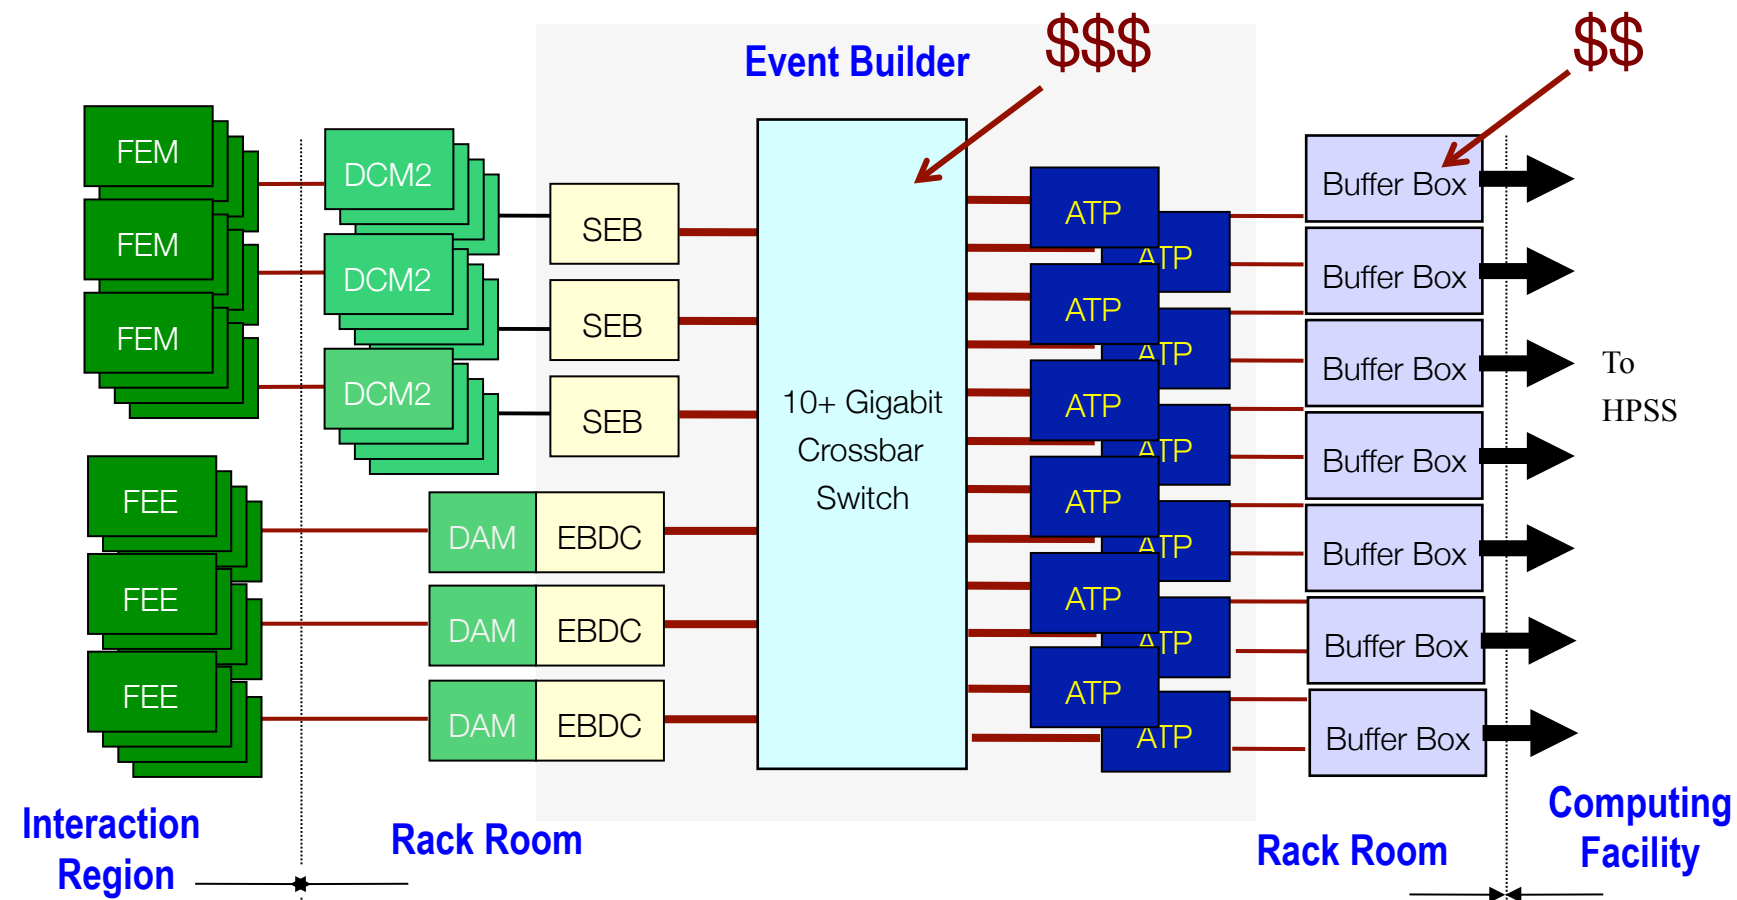 Event Builder
$$$
$$
FEM
FEM
FEM
DCM2
DCM2
DCM2
SEB
SEB
SEB
FEE
FEE
FEE
DAM EBDC
DAM EBDC
DAM EBDC
10+ Gigabit
Crossbar
Switch
ATP
ATP
ATP
ATP
ATP
ATP
ATP
ATP
ATP
ATP
ATP
ATP
Buffer Box
Buffer Box
Buffer Box
Buffer Box
Buffer Box
Buffer Box
Buffer Box
To
HPSS
Interaction
Region
Rack Room
Rack Room
Computing
Facility